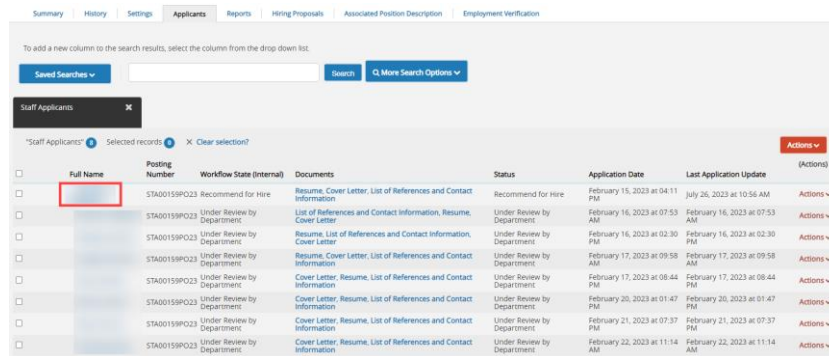 Summary History Settings Applicants Reports Hiring Proposals Associated Position Description Employment Verification
To add a new column to the search results, select the column from the drop down list.
Saved Searches Search More Search Options
Staff Applicants ×
"Staff Applicants" 8 Selected records 0 × Clear selection? Actions
(Actions)
Full Name Posting Number Workflow State (Internal) Documents Status Application Date Last Application Update
STA00159PO23 Recommend for Hire Resume, Cover Letter, List of References and Contact Information Recommend for Hire February 15, 2023 at 04:11 PM July 26, 2023 at 10:56 AM Actions
STA00159PO23 Under Review by Department List of References and Contact Information, Resume, Cover Letter Under Review by Department February 16, 2023 at 07:53 AM February 16, 2023 at 07:53 AM Actions
STA00159PO23 Under Review by Department Resume, List of References and Contact Information, Cover Letter Under Review by Department February 16, 2023 at 02:30 PM February 16, 2023 at 02:30 PM Actions
STA00159PO23 Under Review by Department Resume, Cover Letter, List of References and Contact Information Under Review by Department February 17, 2023 at 09:58 AM February 17, 2023 at 09:58 AM Actions
STA00159PO23 Under Review by Department Cover Letter, Resume, List of References and Contact Information Under Review by Department February 17, 2023 at 08:44 PM February 17, 2023 at 08:44 PM Actions
STA00159PO23 Under Review by Department Cover Letter, Resume, List of References and Contact Information Under Review by Department February 20, 2023 at 01:47 PM February 20, 2023 at 01:47 PM Actions
STA00159PO23 Under Review by Department Cover Letter, Resume, List of References and Contact Information Under Review by Department February 21, 2023 at 07:37 PM February 21, 2023 at 07:37 PM Actions
STA00159PO23 Under Review by Department Cover Letter, Resume, List of References and Contact Information Under Review by Department February 22, 2023 at 11:14 AM February 22, 2023 at 11:14 AM Actions